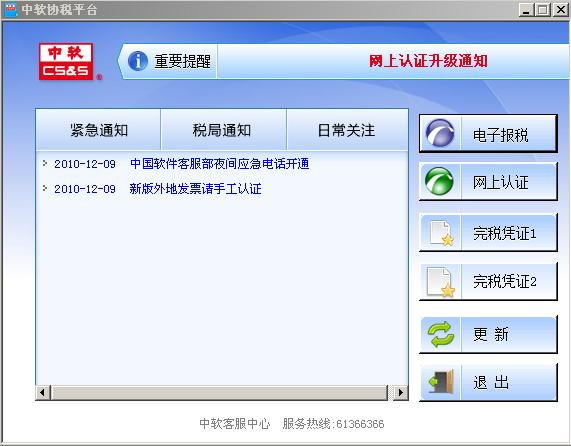 中软协税平台
中软
CS&S
®
重要提醒
网上认证升级通知
紧急通知 税局通知 日常关注
2010-12-09 中国软件客服部夜间应急电话开通
2010-12-09 新版外地发票请手工认证
电子报税
网上认证
完税凭证1
完税凭证2
更 新
退 出
中软客服中心 服务热线:61366366